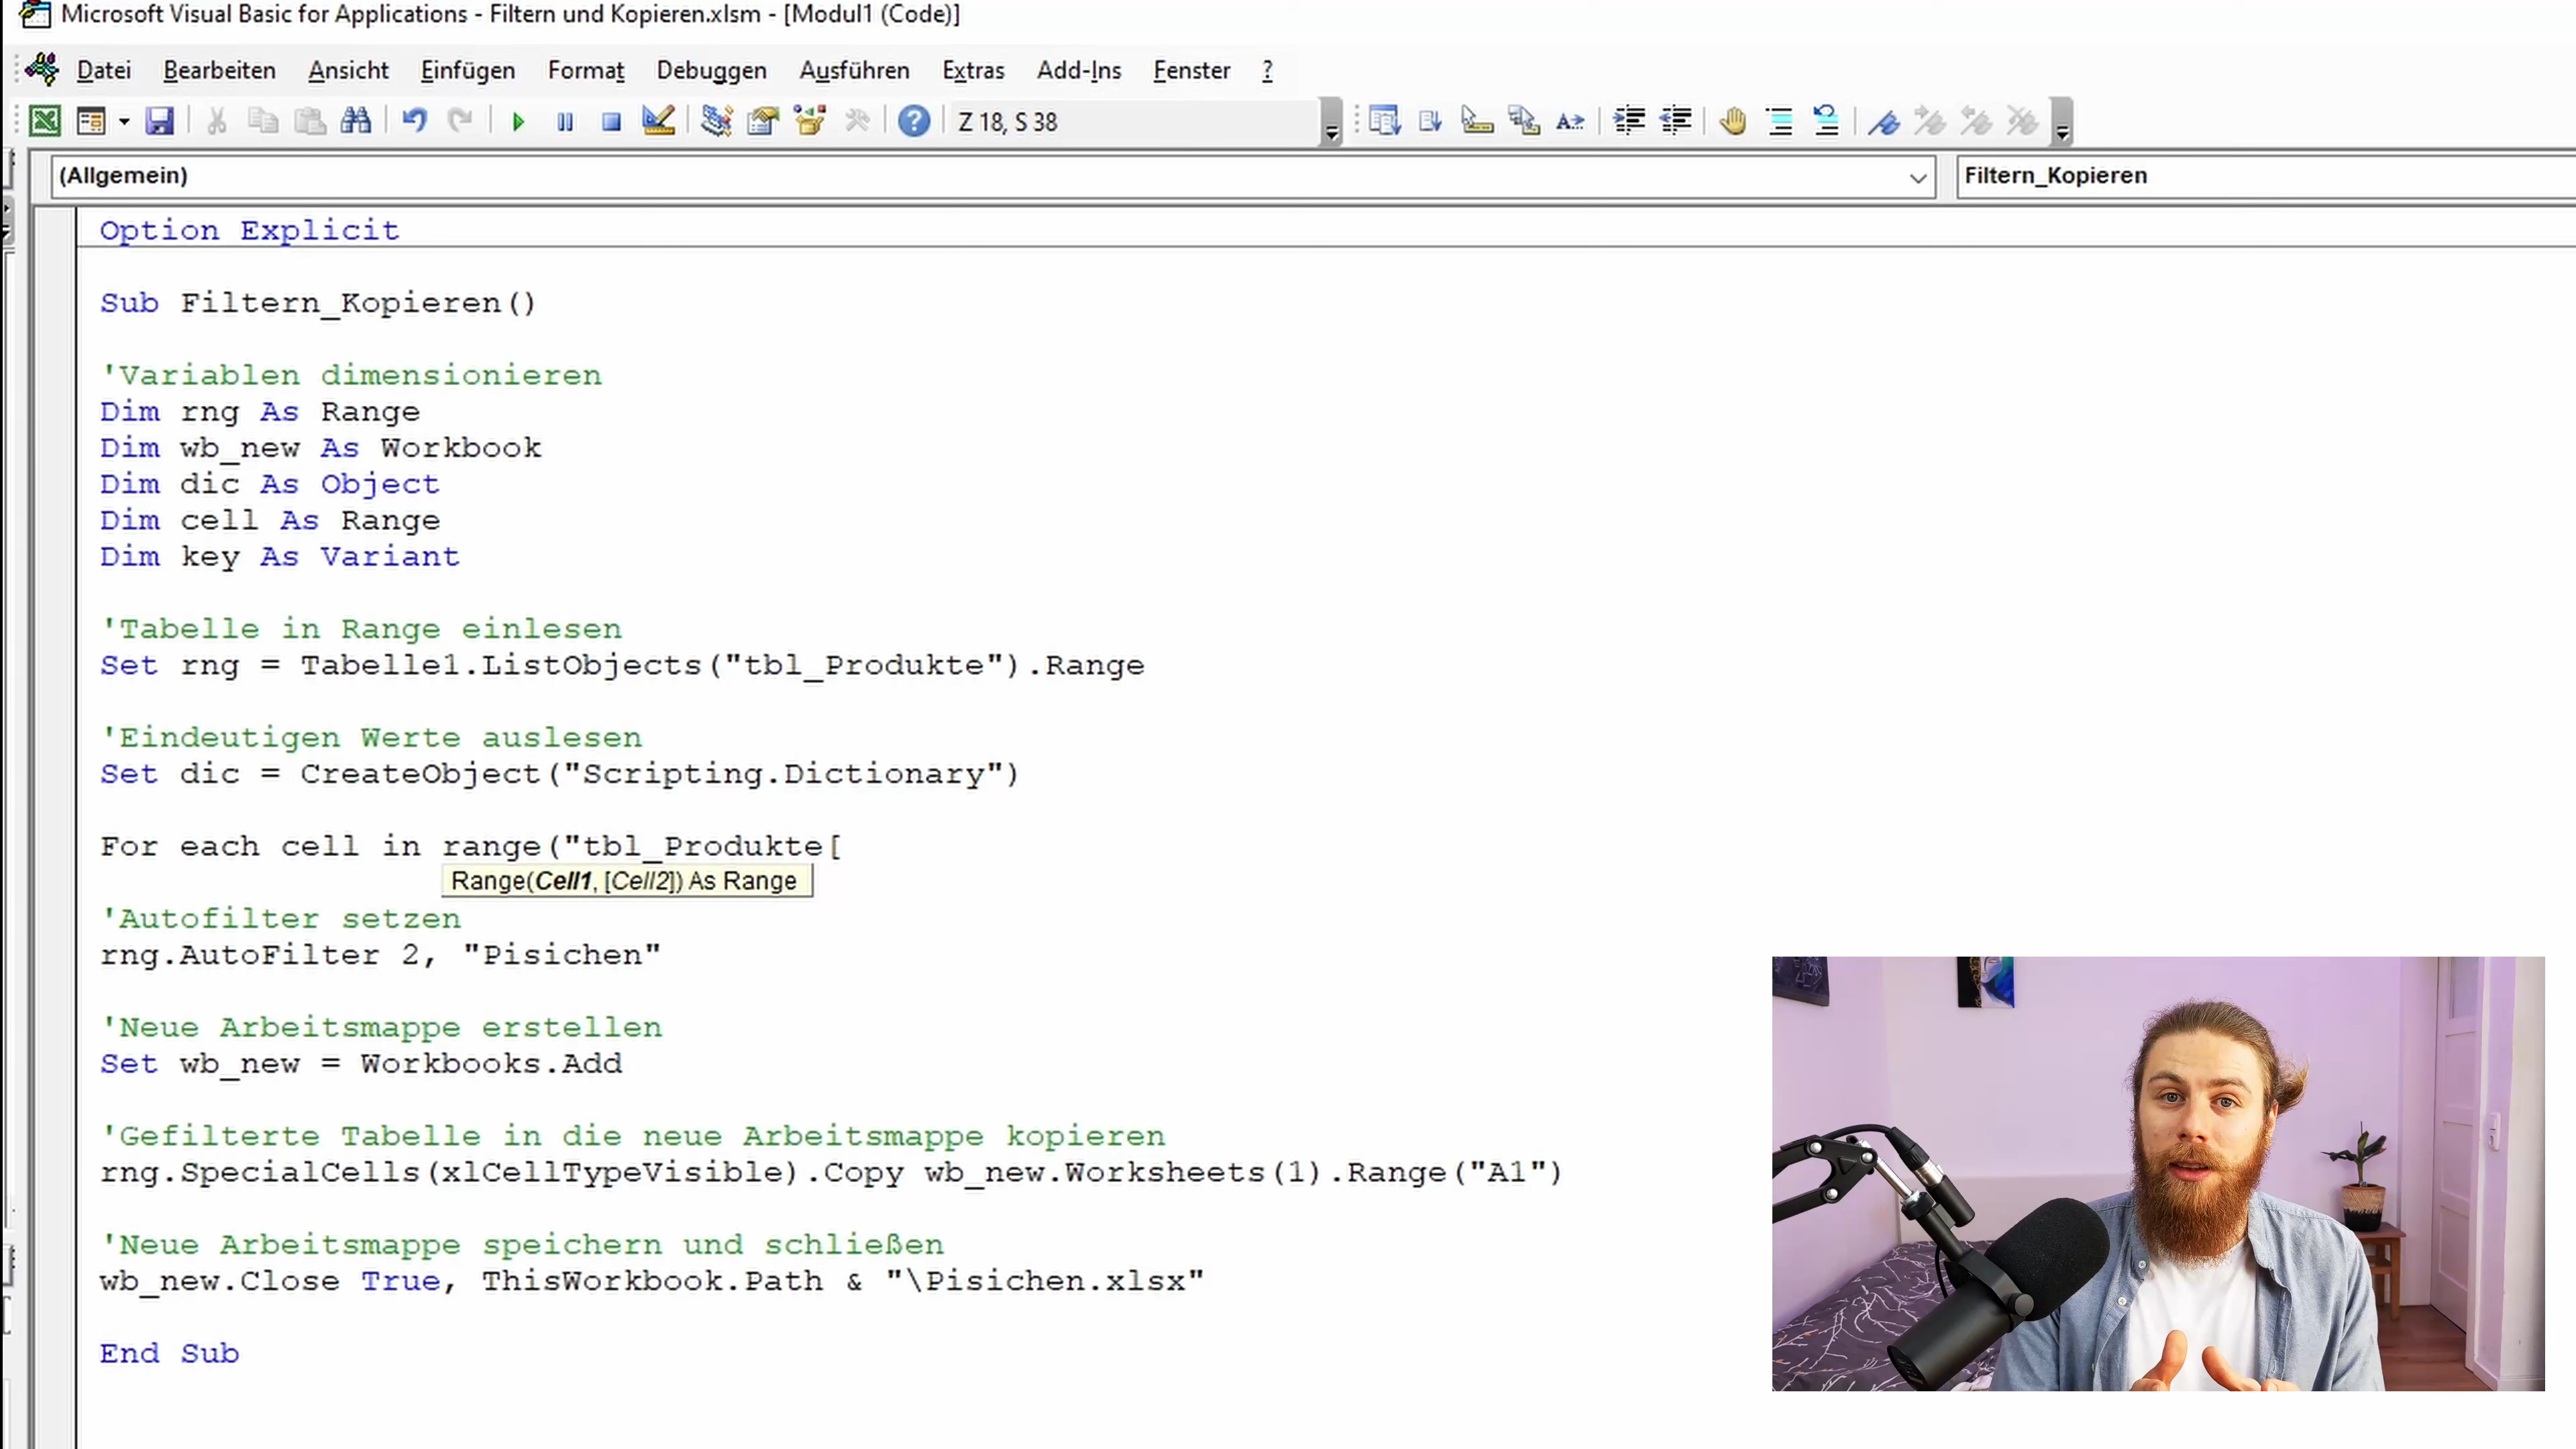 Microsoft Visual Basic for Applications - Filtern und Kopieren.xlsm - [Modul1 (Code)]
Datei Bearbeiten Ansicht Einfügen Format Debuggen Ausführen Extras Add-Ins Fenster ?
Z 18, S 38
(Allgemein) Filtern_Kopieren
Option Explicit
Sub Filtern_Kopieren()
'Variablen dimensionieren
Dim rng As Range
Dim wb_new As Workbook
Dim dic As Object
Dim cell As Range
Dim key As Variant
'Tabelle in Range einlesen
Set rng = Tabelle1.ListObjects("tbl_Produkte").Range
'Eindeutigen Werte auslesen
Set dic = CreateObject("Scripting.Dictionary")
For each cell in range("tbl_Produkte[
Range(Cell1, [Cell2]) As Range
'Autofilter setzen
rng.AutoFilter 2, "Pisichen"
'Neue Arbeitsmappe erstellen
Set wb_new = Workbooks.Add
'Gefilterte Tabelle in die neue Arbeitsmappe kopieren
rng.SpecialCells(xlCellTypeVisible).Copy wb_new.Worksheets(1).Range("A1")
'Neue Arbeitsmappe speichern und schließen
wb_new.Close True, ThisWorkbook.Path & "\Pisichen.xlsx"
End Sub